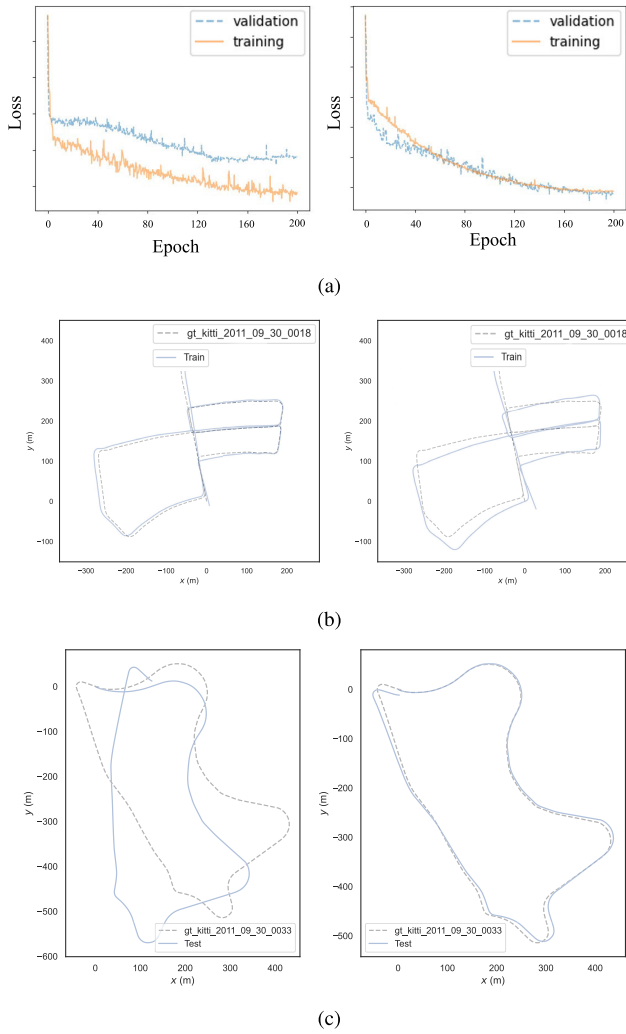 validation
training
validation
training
Loss
Loss
0 40 80 120 160 200
0 40 80 120 160 200
Epoch
Epoch
(a)
gt_kitti_2011_09_30_0018
Train
gt_kitti_2011_09_30_0018
Train
400
300
200
100
0
−100
y (m)
−300 −200 −100 0 100 200
x (m)
400
300
200
100
0
−100
y (m)
−300 −200 −100 0 100 200
x (m)
(b)
0
−100
−200
−300
−400
−500
−600
y (m)
gt_kitti_2011_09_30_0033
Test
0 100 200 300 400
x (m)
0
−100
−200
−300
−400
−500
y (m)
gt_kitti_2011_09_30_0033
Test
0 100 200 300 400
x (m)
(c)